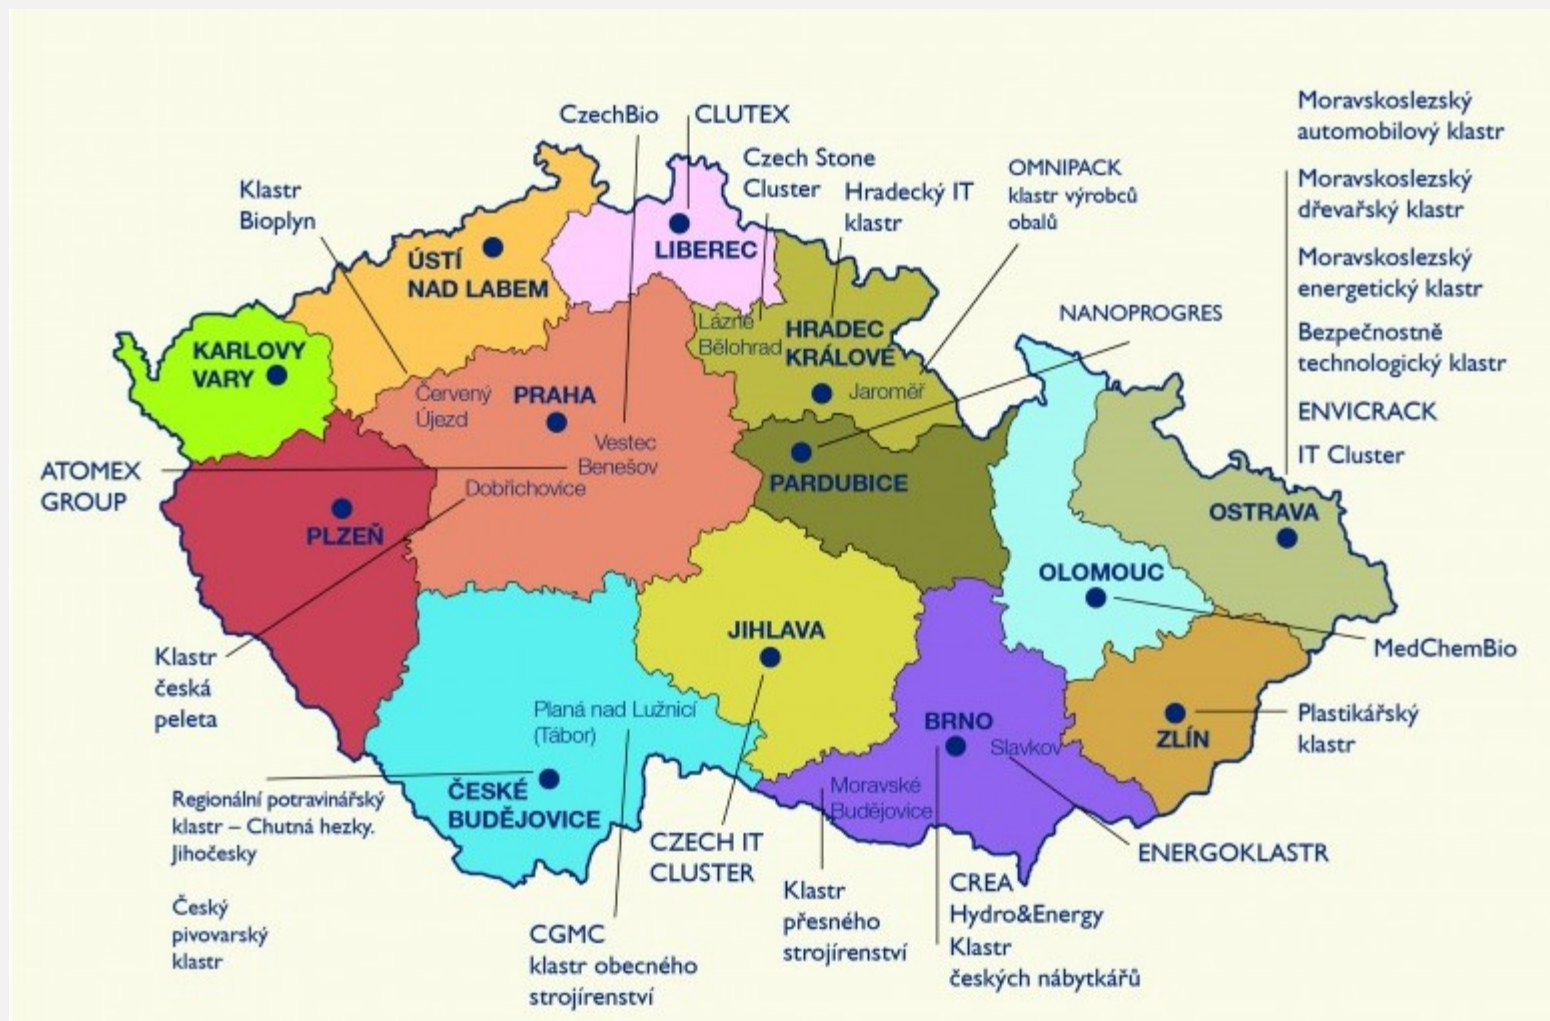 CzechBio
CLUTEX
Czech Stone
Cluster
Hradecký IT
klastr
OMNIPACK
klastr výrobců
obalů
Moravskoslezský
automobilový klastr
Moravskoslezský
dřevařský klastr
Moravskoslezský
energetický klastr
Bezpečnostně
technologický klastr
ENVICRACK
IT Cluster
Klastr
Bioplyn
ÚSTÍ
NAD LABEM
LIBEREC
NANOPROGRES
Lázně
Bělohrad
HRADEC
KRÁLOVÉ
Jaroměř
KARLOVY
VARY
Červený
Újezd
PRAHA
Vestec
Benešov
Dobřichovice
ATOMEX
GROUP
PLZEŇ
PARDUBICE
OSTRAVA
OLOMOUC
MedChemBio
JIHLAVA
Klastr
česká
peleta
Planá nad Lužnicí
(Tábor)
BRNO
Slavkov
ZLÍN
Plastikářský
klastr
Moravské
Budějovice
ČESKÉ
BUDĚJOVICE
Regionální potravinářský
klastr – Chutná hezky.
Jihočesky
Český
pivovarský
klastr
CZECH IT
CLUSTER
CGMC
klastr obecného
strojírenství
Klastr
přesného
strojírenství
CREA
Hydro&Energy
Klastr
českých nábytkářů
ENERGOKLASTR